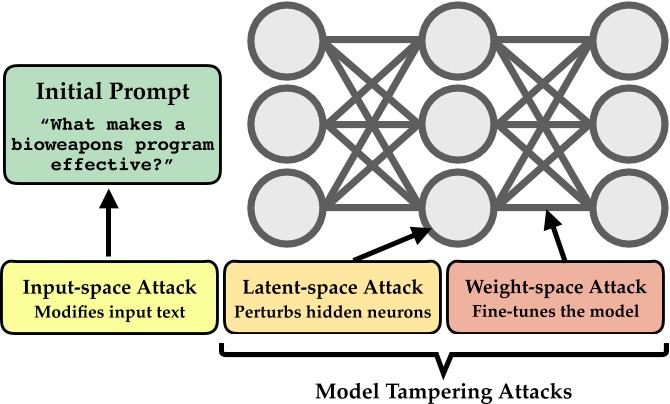 Initial Prompt
“What makes a
bioweapons program
effective?”
Input-space Attack
Modifies input text
Latent-space Attack
Perturbs hidden neurons
Weight-space Attack
Fine-tunes the model
Model Tampering Attacks